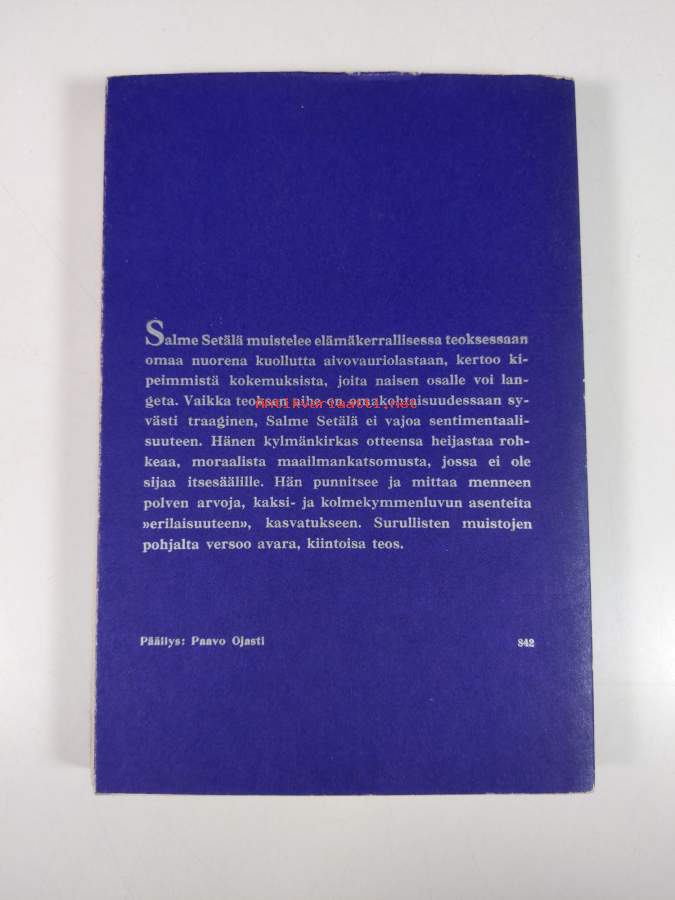 Salme Setälä muistelee elämäkerrallisessa teoksessaan
omaa nuorena kuollutta aivovauriolastaan, kertoo ki-
peimmistä kokemuksista, joita naisen osalle voi lan-
geta. Vaikka teoksen aihe on omakohtaisuudessaan sy-
Antikvariaatti.net
västi traaginen, Salme Setälä ei vajoa sentimentaali-
suuteen. Hänen kylmänkirkas otteensa heijastaa roh-
keaa, moraalista maailmankatsomusta, jossa ei ole
sijaa itsesäälille. Hän punnitsee ja mittaa menneen
polven arvoja, kaksi- ja kolmekymmenluvun asenteita
»erilaisuuteen», kasvatukseen. Surullisten muistojen
pohjalta versoo avara, kiintoisa teos.
Päällys: Paavo Ojasti
842